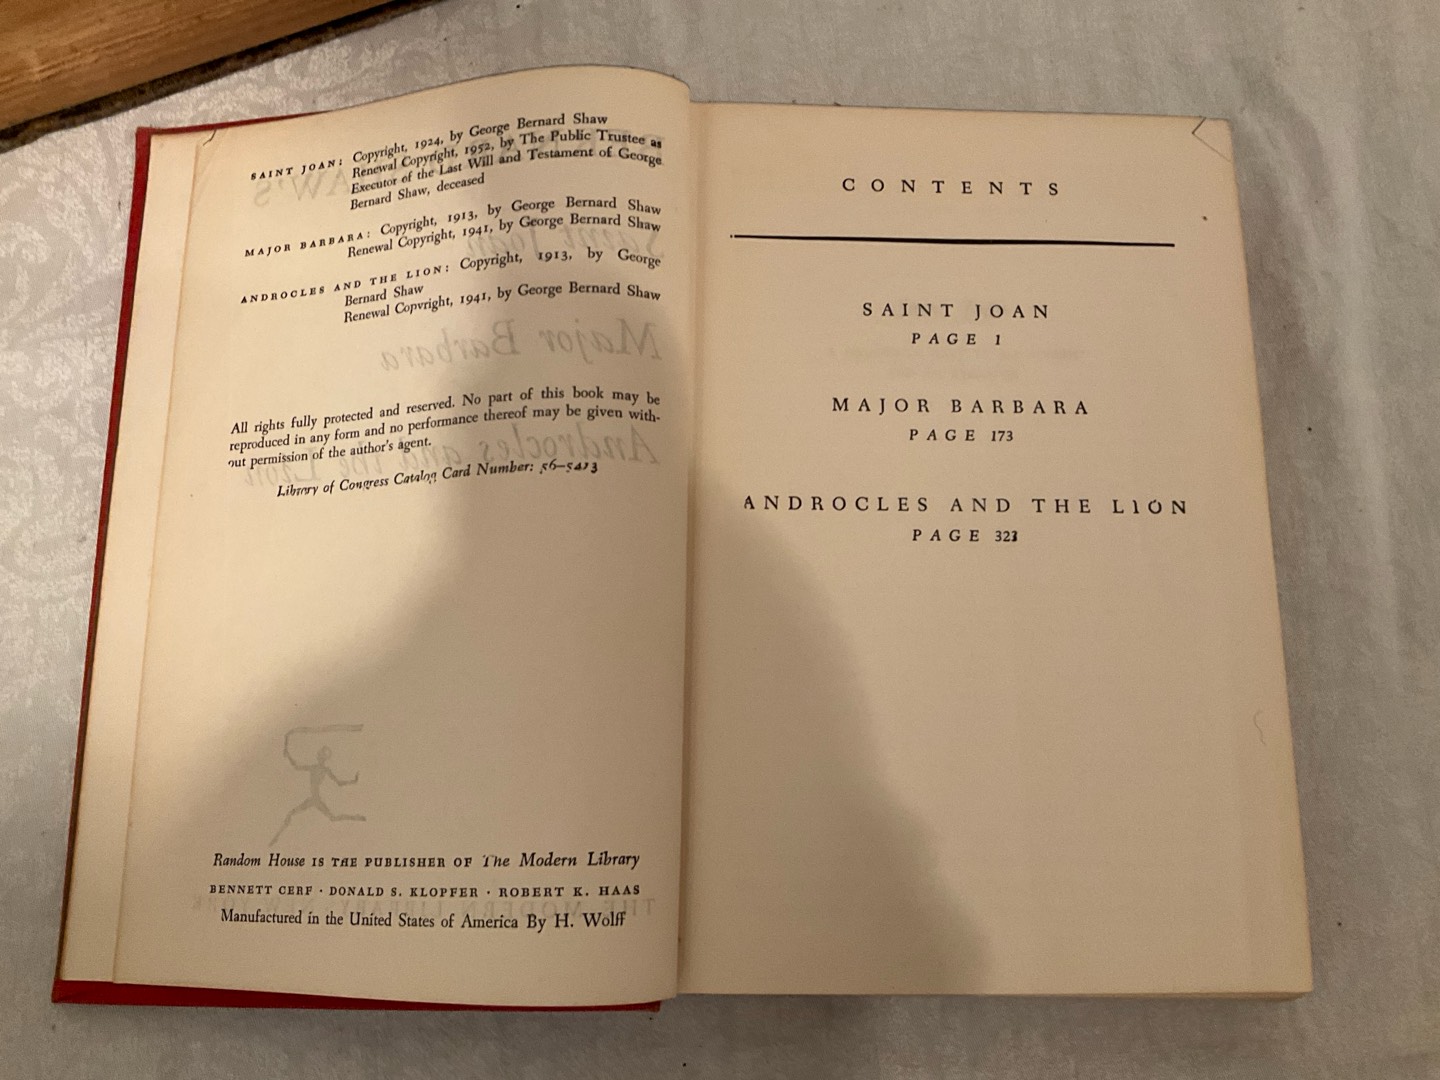 SAINT JOAN: Copyright, 1924, by George Bernard Shaw
Renewal Copyright, 1952, by The Public Trustee as
Executor of the Last Will and Testament of George
Bernard Shaw, deceased
MAJOR BARBARA: Copyright, 1913, by George Bernard Shaw
Renewal Copyright, 1941, by George Bernard Shaw
ANDROCLES AND THE LION: Copyright, 1913, by George
Bernard Shaw
Renewal Copyright, 1941, by George Bernard Shaw
All rights fully protected and reserved. No part of this book may be
reproduced in any form and no performance thereof may be given with-
out permission of the author's agent.
Library of Congress Catalog Card Number: 56–5413
Random House IS THE PUBLISHER OF The Modern Library
BENNETT CERF · DONALD S. KLOPFER · ROBERT K. HAAS
Manufactured in the United States of America By H. Wolff
CONTENTS
SAINT JOAN
PAGE 1
MAJOR BARBARA
PAGE 173
ANDROCLES AND THE LION
PAGE 323